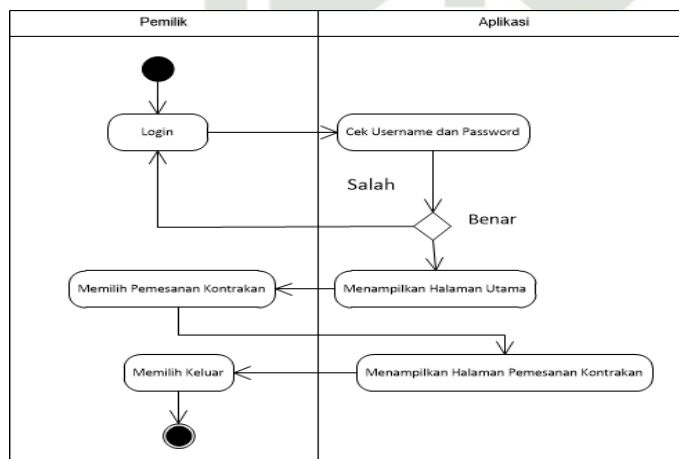 Pemilik
Aplikasi
Login
Cek Username dan Password
Salah
Benar
Memilih Pemesanan Kontrakan
Menampilkan Halaman Utama
Memilih Keluar
Menampilkan Halaman Pemesanan Kontrakan